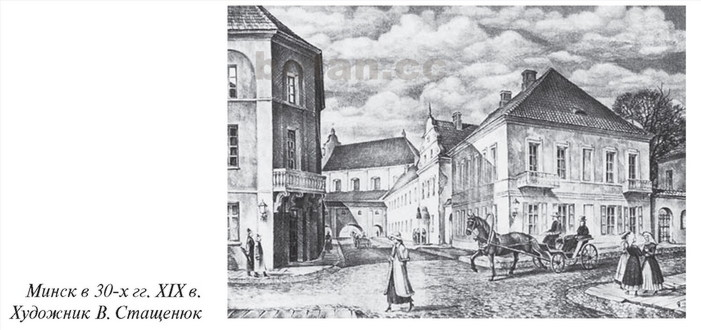 Минск в 30-х гг. XIX в.
Художник В. Стащенюк